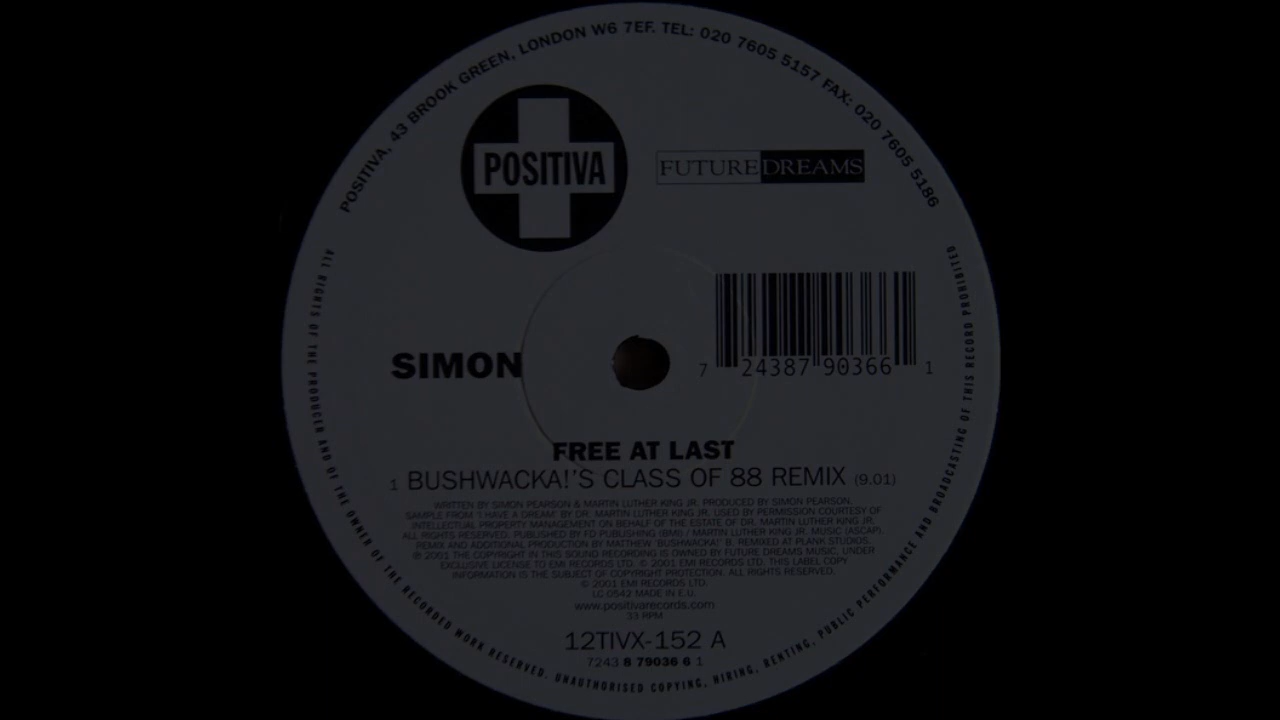 POSITIVA, 43 BROOK GREEN, LONDON W6 7EF. TEL: 020 7605 5157 FAX: 020 7605 5186
POSITIVA
FUTURE DREAMS
7 24387 90366 1
SIMON
FREE AT LAST
1 BUSHWACKA!'S CLASS OF 88 REMIX (9.01)
WRITTEN BY SIMON PEARSON & MARTIN LUTHER KING JR. PRODUCED BY SIMON PEARSON.
SAMPLE FROM 'I HAVE A DREAM' BY DR. MARTIN LUTHER KING JR. USED BY PERMISSION COURTESY OF
INTELLECTUAL PROPERTY MANAGEMENT ON BEHALF OF THE ESTATE OF DR. MARTIN LUTHER KING JR.
ALL RIGHTS RESERVED. PUBLISHED BY FD PUBLISHING (BMI) / MARTIN LUTHER KING JR. MUSIC (ASCAP).
REMIX AND ADDITIONAL PRODUCTION BY MATTHEW 'BUSHWACKA!' B. REMIXED AT PLANK STUDIOS.
℗ 2001 THE COPYRIGHT IN THIS SOUND RECORDING IS OWNED BY FUTURE DREAMS MUSIC, UNDER
EXCLUSIVE LICENSE TO EMI RECORDS LTD. © 2001 EMI RECORDS LTD. THIS LABEL COPY
INFORMATION IS THE SUBJECT OF COPYRIGHT PROTECTION. ALL RIGHTS RESERVED.
© 2001 EMI RECORDS LTD.
LC 0542 MADE IN E.U.
www.positivarecords.com
33 RPM
12TIVX-152 A
7243 8 79036 6 1
ALL RIGHTS OF THE PRODUCER AND OF THE OWNER OF THE RECORDED WORK RESERVED. UNAUTHORISED COPYING, HIRING, RENTING, PUBLIC PERFORMANCE AND BROADCASTING OF THIS RECORD PROHIBITED